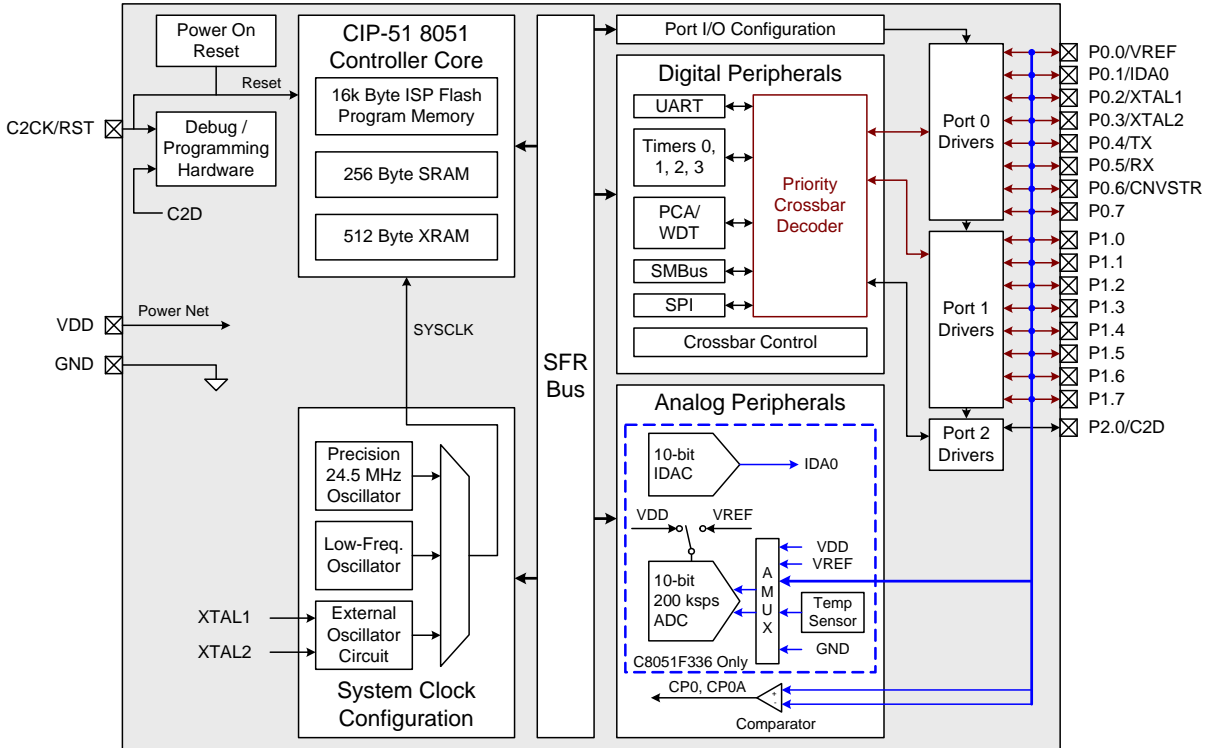 Power On
Reset
Reset
C2CK/RST
Debug /
Programming
Hardware
C2D
VDD
Power Net
GND
CIP-51 8051
Controller Core
16k Byte ISP Flash
Program Memory
256 Byte SRAM
512 Byte XRAM
SYSCLK
Precision
24.5 MHz
Oscillator
Low-Freq.
Oscillator
External
Oscillator
Circuit
XTAL1
XTAL2
System Clock
Configuration
SFR
Bus
Port I/O Configuration
Digital Peripherals
UART
Timers 0,
1, 2, 3
PCA/
WDT
SMBus
SPI
Priority
Crossbar
Decoder
Crossbar Control
Analog Peripherals
10-bit
IDAC
IDA0
VDD
VREF
10-bit
200 ksps
ADC
A
M
U
X
VDD
VREF
Temp
Sensor
GND
C8051F336 Only
CP0, CP0A
+
-
Comparator
Port 0
Drivers
Port 1
Drivers
Port 2
Drivers
P0.0/VREF
P0.1/IDA0
P0.2/XTAL1
P0.3/XTAL2
P0.4/TX
P0.5/RX
P0.6/CNVSTR
P0.7
P1.0
P1.1
P1.2
P1.3
P1.4
P1.5
P1.6
P1.7
P2.0/C2D